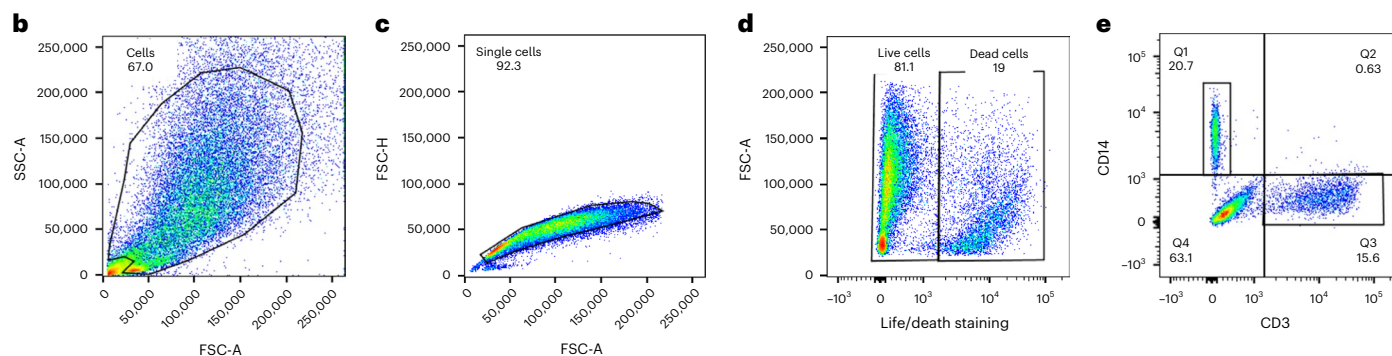 b
Cells
67.0
250,000
200,000
150,000
100,000
50,000
0
SSC-A
0
50,000
100,000
150,000
200,000
250,000
FSC-A
c
Single cells
92.3
250,000
200,000
150,000
100,000
50,000
0
FSC-H
0
50,000
100,000
150,000
200,000
250,000
FSC-A
d
Live cells
81.1
Dead cells
19
250,000
200,000
150,000
100,000
50,000
0
FSC-A
–10³
0
10³
10⁴
10⁵
Life/death staining
e
Q1
20.7
Q2
0.63
10⁵
10⁴
10³
0
–10³
CD14
Q4
63.1
Q3
15.6
–10³
0
10³
10⁴
10⁵
CD3